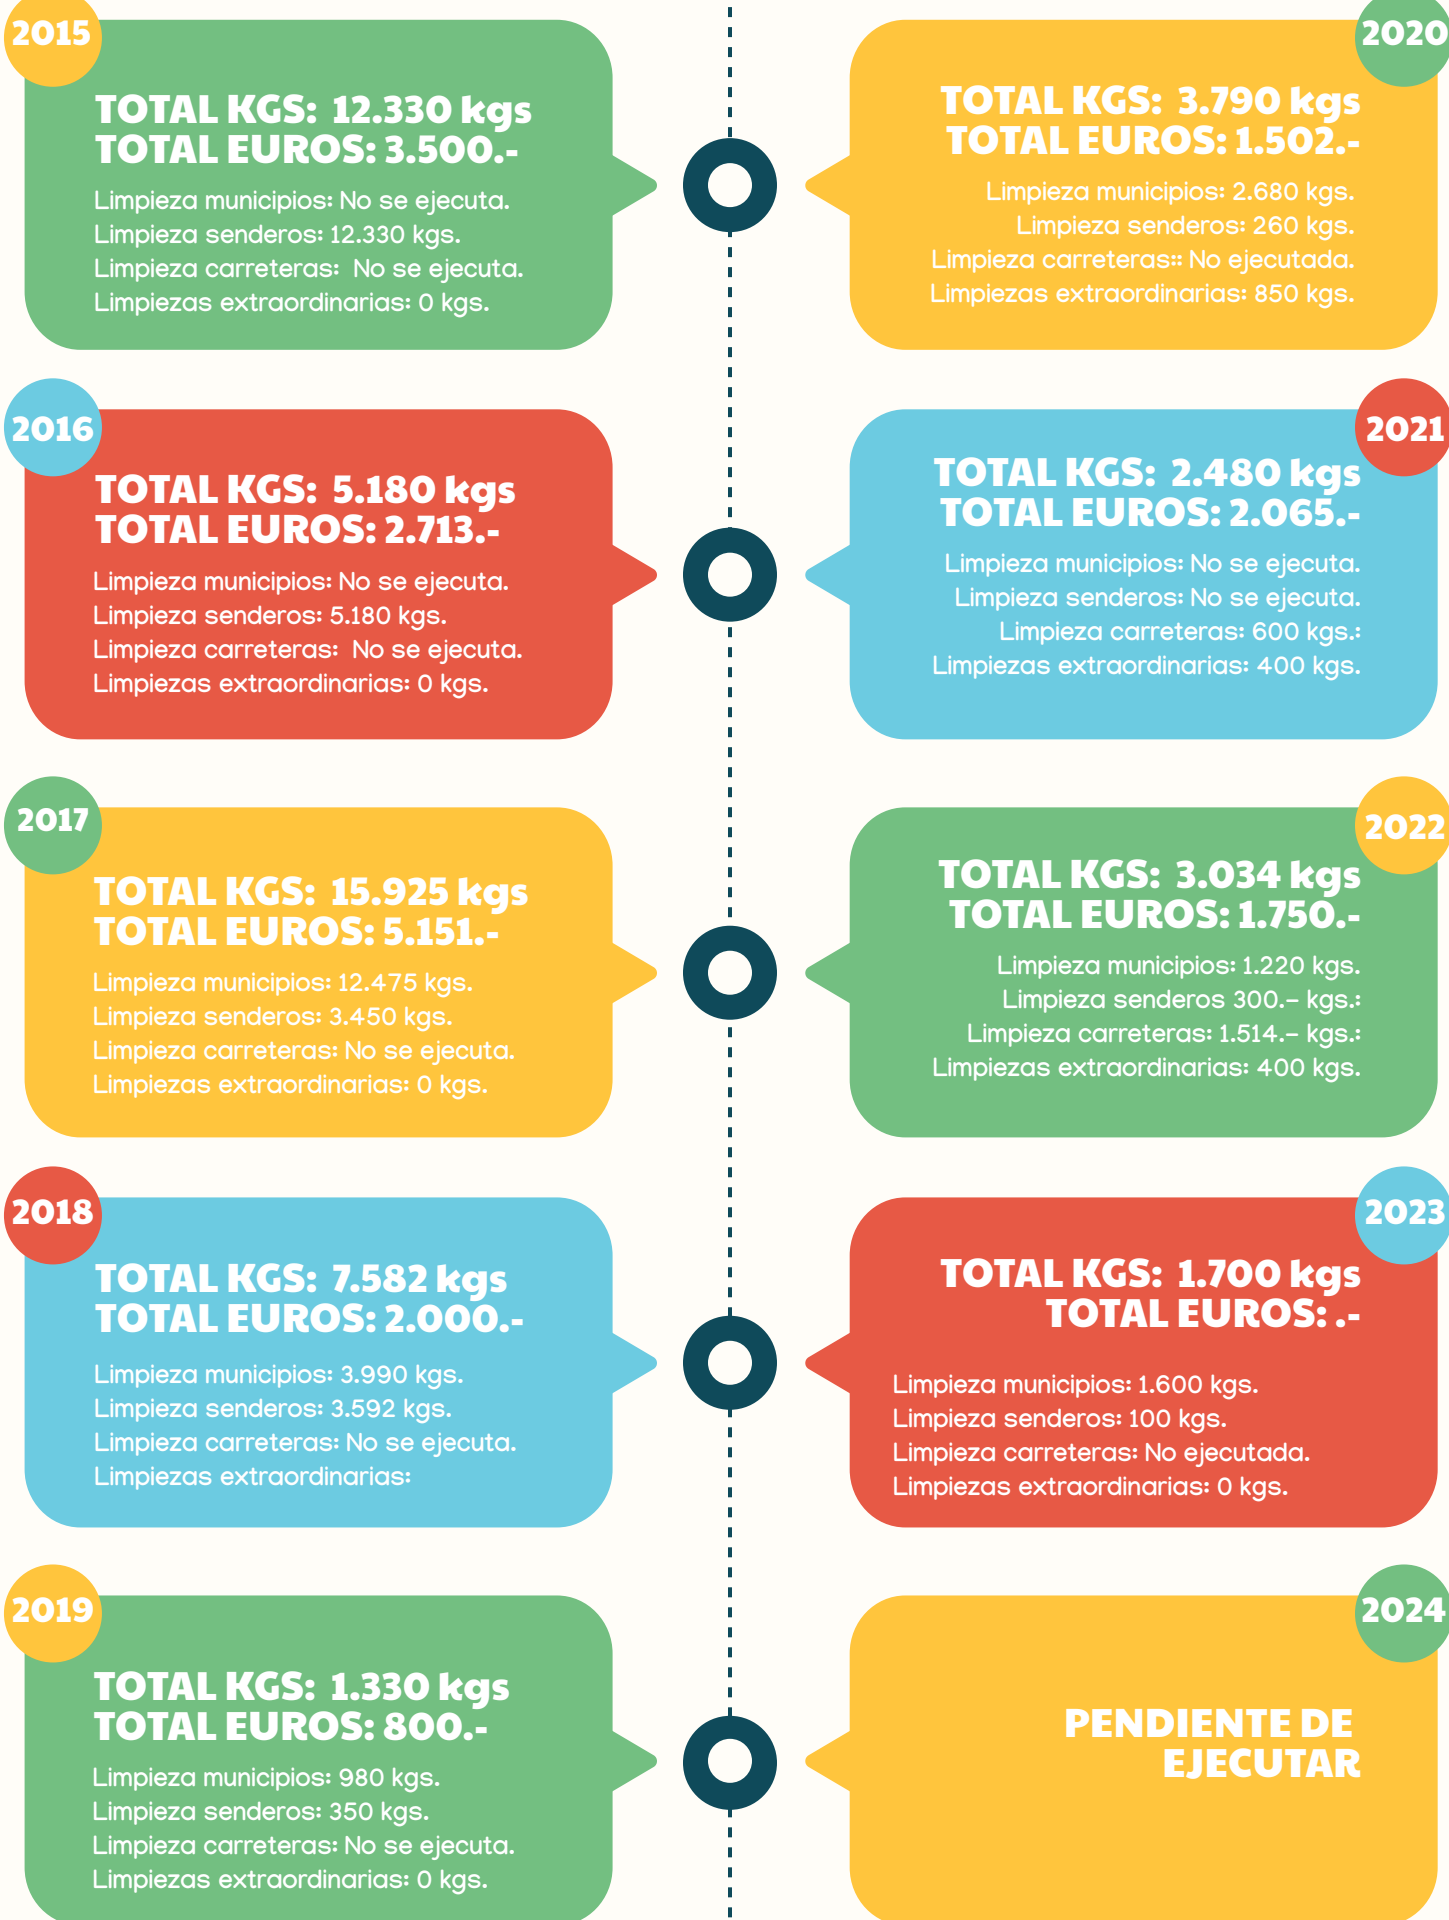 2015
TOTAL KGS: 12.330 kgs
TOTAL EUROS: 3.500.-
Limpieza municipios: No se ejecuta.
Limpieza senderos: 12.330 kgs.
Limpieza carreteras: No se ejecuta.
Limpiezas extraordinarias: 0 kgs.
2016
TOTAL KGS: 5.180 kgs
TOTAL EUROS: 2.713.-
Limpieza municipios: No se ejecuta.
Limpieza senderos: 5.180 kgs.
Limpieza carreteras: No se ejecuta.
Limpiezas extraordinarias: 0 kgs.
2017
TOTAL KGS: 15.925 kgs
TOTAL EUROS: 5.151.-
Limpieza municipios: 12.475 kgs.
Limpieza senderos: 3.450 kgs.
Limpieza carreteras: No se ejecuta.
Limpiezas extraordinarias: 0 kgs.
2018
TOTAL KGS: 7.582 kgs
TOTAL EUROS: 2.000.-
Limpieza municipios: 3.990 kgs.
Limpieza senderos: 3.592 kgs.
Limpieza carreteras: No se ejecuta.
Limpiezas extraordinarias:
2019
TOTAL KGS: 1.330 kgs
TOTAL EUROS: 800.-
Limpieza municipios: 980 kgs.
Limpieza senderos: 350 kgs.
Limpieza carreteras: No se ejecuta.
Limpiezas extraordinarias: 0 kgs.
2020
TOTAL KGS: 3.790 kgs
TOTAL EUROS: 1.502.-
Limpieza municipios: 2.680 kgs.
Limpieza senderos: 260 kgs.
Limpieza carreteras:: No ejecutada.
Limpiezas extraordinarias: 850 kgs.
2021
TOTAL KGS: 2.480 kgs
TOTAL EUROS: 2.065.-
Limpieza municipios: No se ejecuta.
Limpieza senderos: No se ejecuta.
Limpieza carreteras: 600 kgs.:
Limpiezas extraordinarias: 400 kgs.
2022
TOTAL KGS: 3.034 kgs
TOTAL EUROS: 1.750.-
Limpieza municipios: 1.220 kgs.
Limpieza senderos 300.- kgs.:
Limpieza carreteras: 1.514.- kgs.:
Limpiezas extraordinarias: 400 kgs.
2023
TOTAL KGS: 1.700 kgs
TOTAL EUROS: .-
Limpieza municipios: 1.600 kgs.
Limpieza senderos: 100 kgs.
Limpieza carreteras: No ejecutada.
Limpiezas extraordinarias: 0 kgs.
2024
PENDIENTE DE
EJECUTAR